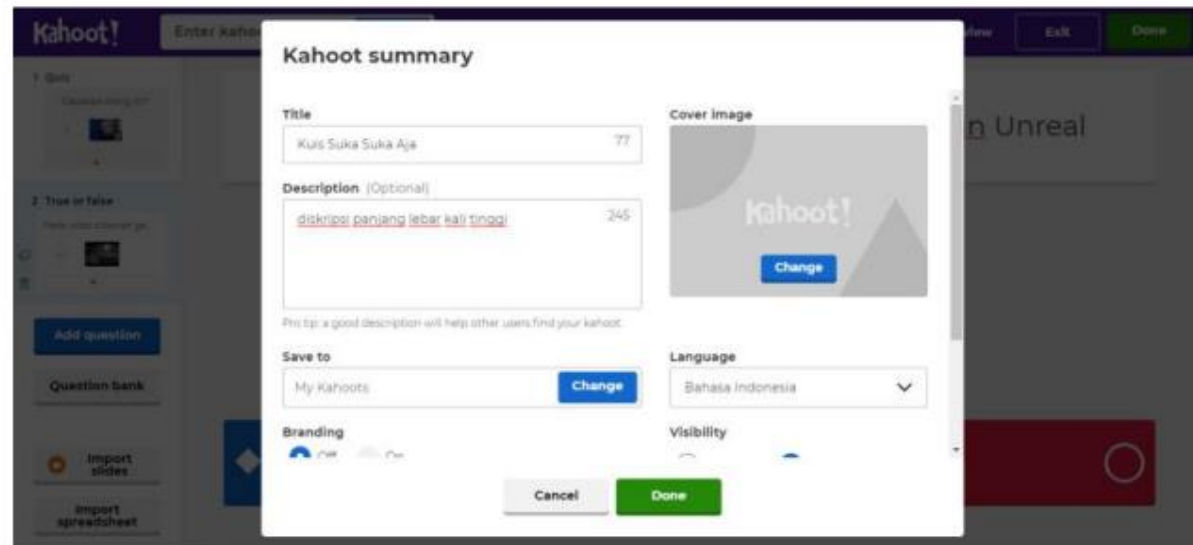 Kahoot!
Enter kaho
Exit
Done
1 Quiz
2 True or false
Add question
Question bank
Import
slides
Import
spreadsheet
n Unreal
Kahoot summary
Title
Kuis Suka Suka Aja
77
Description (Optional)
diskripsi panjang lebar kali tinggi
245
Pro tip: a good description will help other users find your kahoot.
Save to
My Kahoots
Change
Branding
Off
On
Cover image
Kahoot!
Change
Language
Bahasa Indonesia
Visibility
Cancel
Done